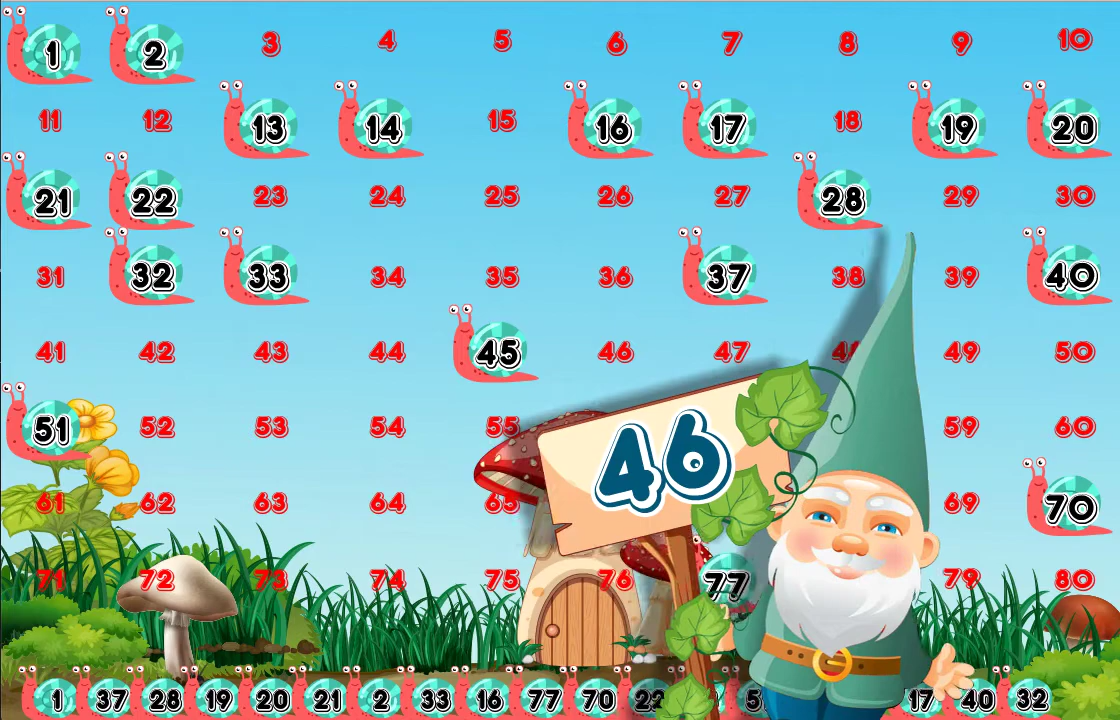 1 2 3 4 5 6 7 8 9 10
11 12 13 14 15 16 17 18 19 20
21 22 23 24 25 26 27 28 29 30
31 32 33 34 35 36 37 38 39 40
41 42 43 44 45 46 47 49 50
51 52 53 54 55 59 60
46
61 62 63 64 65 69 70
71 72 73 74 75 76 77 79 80
1 37 28 19 20 21 2 33 16 77 70 22 17 40 32